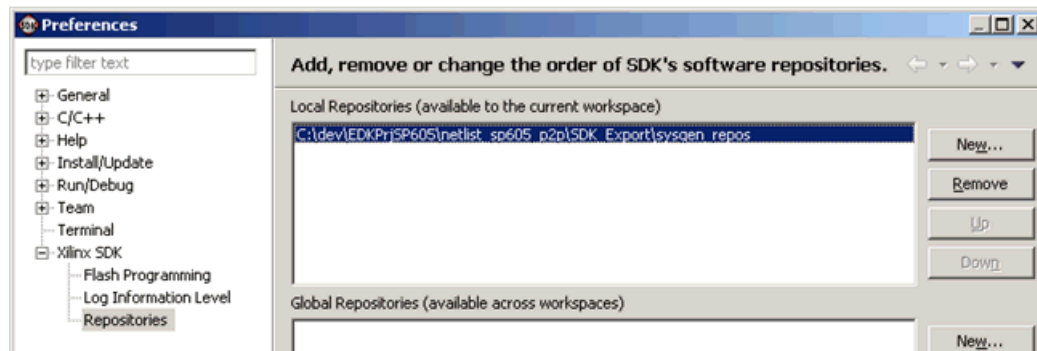 SDK Preferences
type filter text
General
C/C++
Help
Install/Update
Run/Debug
Team
Terminal
Xilinx SDK
Flash Programming
Log Information Level
Repositories
Add, remove or change the order of SDK's software repositories.
Local Repositories (available to the current workspace)
C:\dev\EDKPrjSP605\netlist_sp605_p2p\SDK_Export\sysgen_repos
New...
Remove
Up
Down
Global Repositories (available across workspaces)
New...